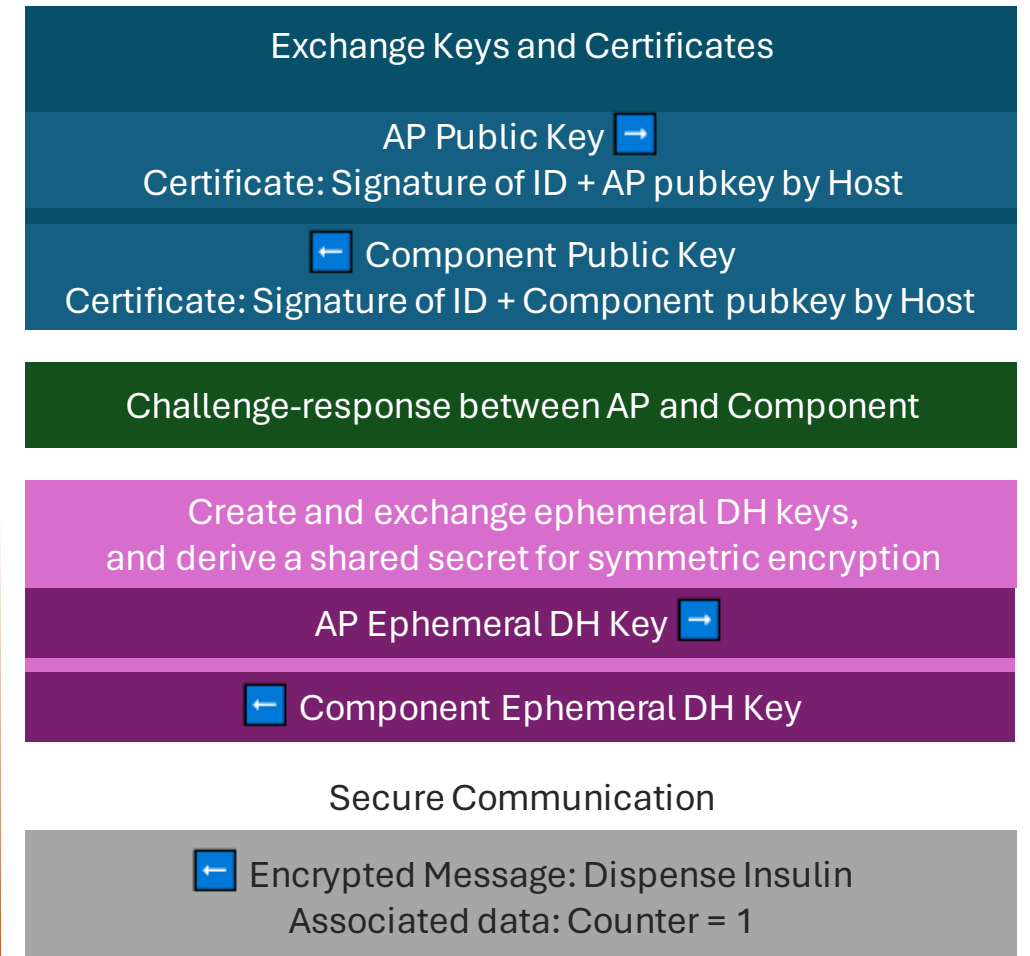 Exchange Keys and Certificates
AP Public Key ➡
Certificate: Signature of ID + AP pubkey by Host
⬅ Component Public Key
Certificate: Signature of ID + Component pubkey by Host
Challenge-response between AP and Component
Create and exchange ephemeral DH keys,
and derive a shared secret for symmetric encryption
AP Ephemeral DH Key ➡
⬅ Component Ephemeral DH Key
Secure Communication
⬅ Encrypted Message: Dispense Insulin
Associated data: Counter = 1